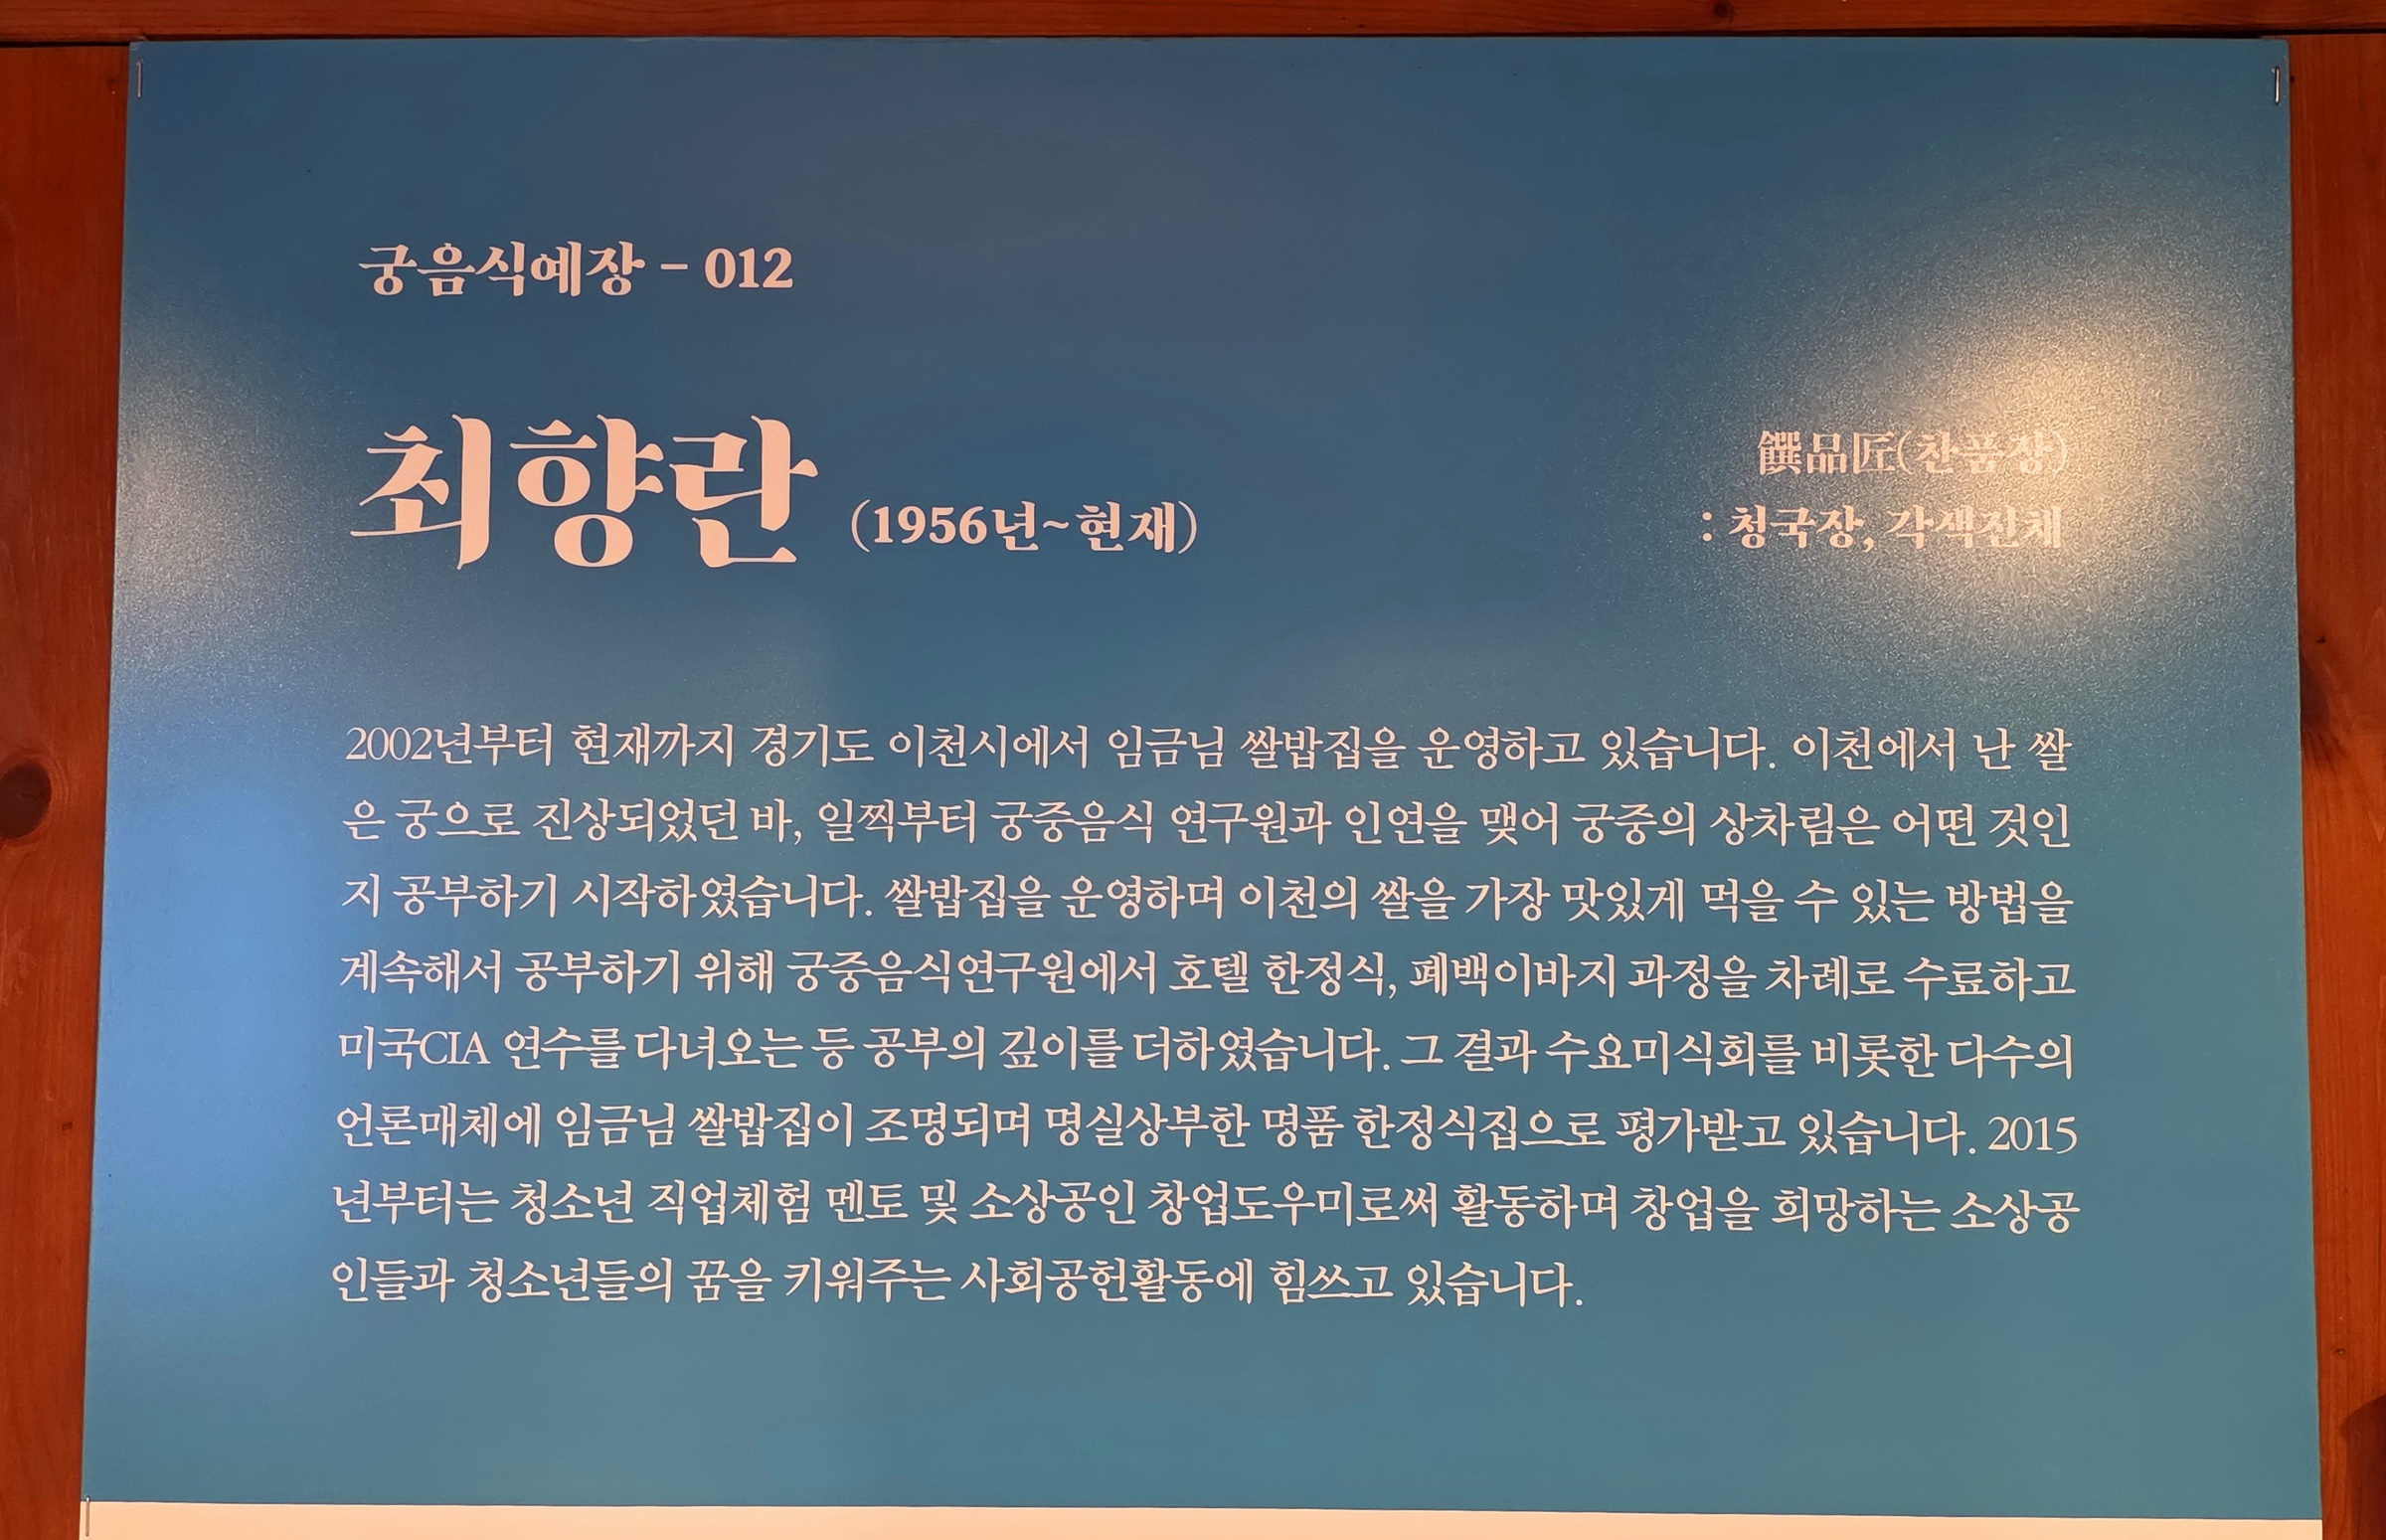 궁음식예장 - 012
최향란 (1956년~현재)
饌品匠(찬품장)
: 청국장, 각색잔채
2002년부터 현재까지 경기도 이천시에서 임금님 쌀밥집을 운영하고 있습니다. 이천에서 난 쌀
은 궁으로 진상되었던 바, 일찍부터 궁중음식 연구원과 인연을 맺어 궁중의 상차림은 어떤 것인
지 공부하기 시작하였습니다. 쌀밥집을 운영하며 이천의 쌀을 가장 맛있게 먹을 수 있는 방법을
계속해서 공부하기 위해 궁중음식연구원에서 호텔 한정식, 폐백이바지 과정을 차례로 수료하고
미국CIA 연수를 다녀오는 등 공부의 깊이를 더하였습니다. 그 결과 수요미식회를 비롯한 다수의
언론매체에 임금님 쌀밥집이 조명되며 명실상부한 명품 한정식집으로 평가받고 있습니다. 2015
년부터는 청소년 직업체험 멘토 및 소상공인 창업도우미로써 활동하며 창업을 희망하는 소상공
인들과 청소년들의 꿈을 키워주는 사회공헌활동에 힘쓰고 있습니다.